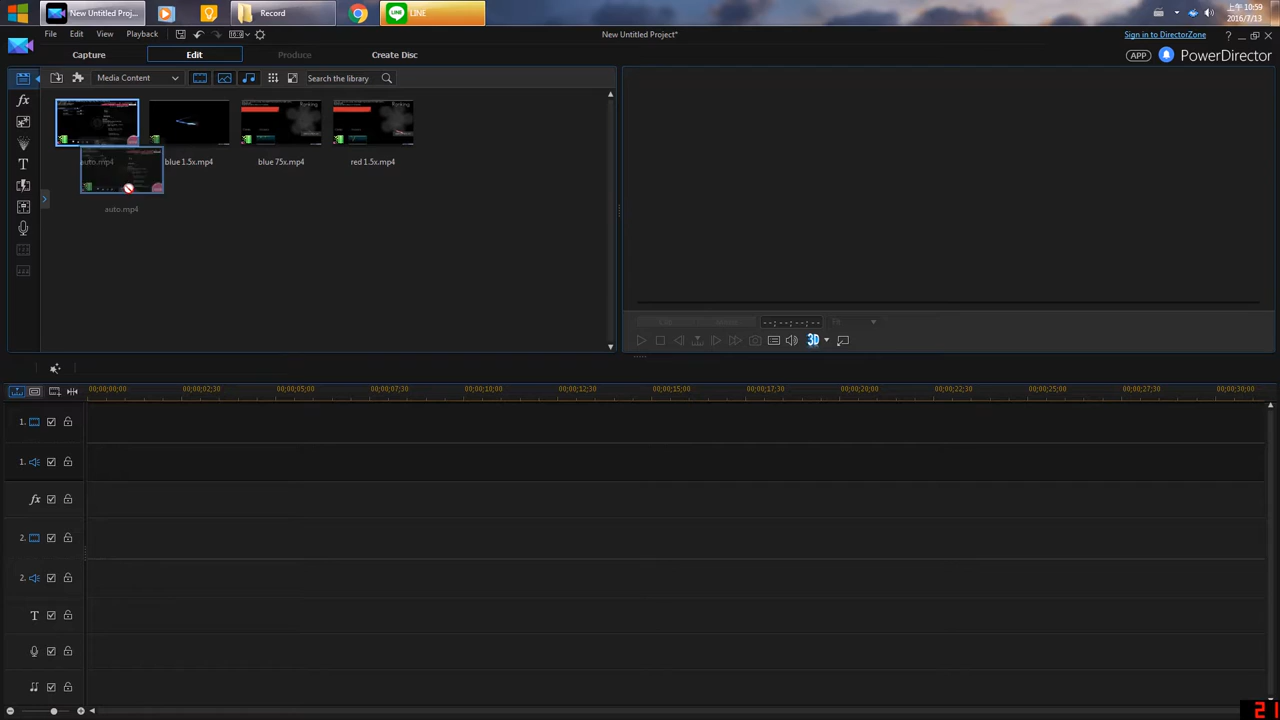 New Untitled Proj...
Record
LINE
上午 10:59
2016/7/13
File Edit View Playback
New Untitled Project*
Sign in to DirectorZone
?
Capture Edit Produce Create Disc
APP
PowerDirector
Media Content
Search the library
auto.mp4
blue 1.5x.mp4
blue 75x.mp4
red 1.5x.mp4
auto.mp4
--;--;--;--
Fit
3D
00;00;00;00 00;00;02;30 00;00;05;00 00;00;07;30 00;00;10;00 00;00;12;30 00;00;15;00 00;00;17;30 00;00;20;00 00;00;22;30 00;00;25;00 00;00;27;30 00;00;30;00
1.
1.
fx
2.
2.
T
21